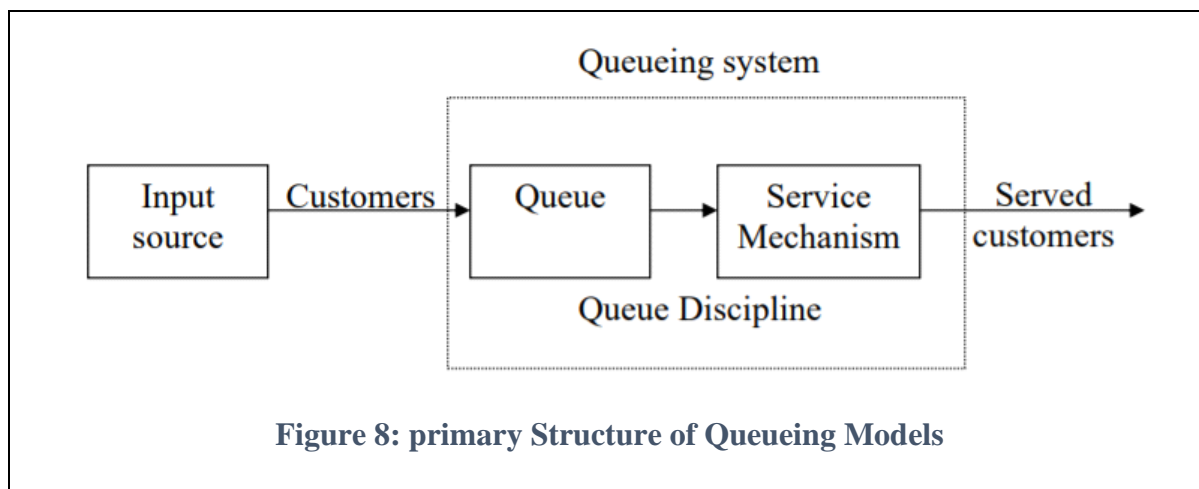 Queueing system
Input
source
Customers
Queue
Service
Mechanism
Served
customers
Queue Discipline
Figure 8: primary Structure of Queueing Models